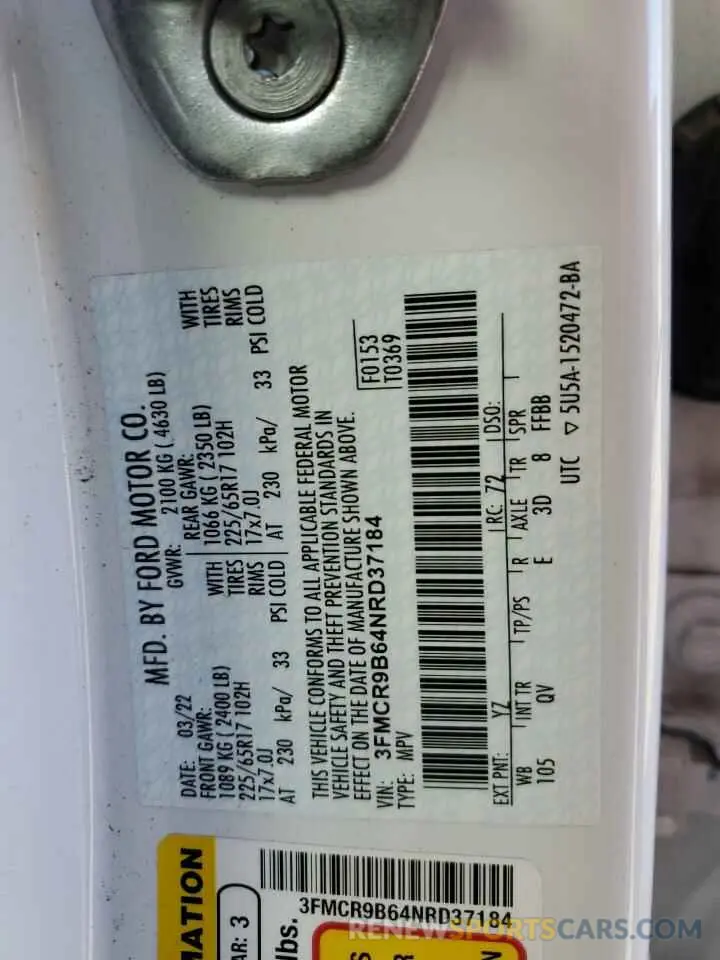 MFD. BY FORD MOTOR CO.
DATE: 03/22
GVWR: 2100 KG ( 4630 LB)
FRONT GAWR:
1089 KG ( 2400 LB)
225/65R17 102H
17x7.0J
AT 230 kPa/ 33 PSI COLD
WITH
TIRES
RIMS
REAR GAWR:
1066 KG ( 2350 LB)
225/65R17 102H
17x7.0J
AT 230 kPa/ 33 PSI COLD
WITH
TIRES
RIMS
THIS VEHICLE CONFORMS TO ALL APPLICABLE FEDERAL MOTOR
VEHICLE SAFETY AND THEFT PREVENTION STANDARDS IN
EFFECT ON THE DATE OF MANUFACTURE SHOWN ABOVE.
VIN: 3FMCR9B64NRD37184
TYPE: MPV
F0153
T0369
EXT PNT: YZ RC: 72 DSO:
WB INT TR TP/PS R AXLE TR SPR
105 QV E 3D 8 FFBB
UTC ▽ 5U5A-1520472-BA
MATION
AR: 3
lbs.
3FMCR9B64NRD37184
RENEWSPORTSCARS.COM